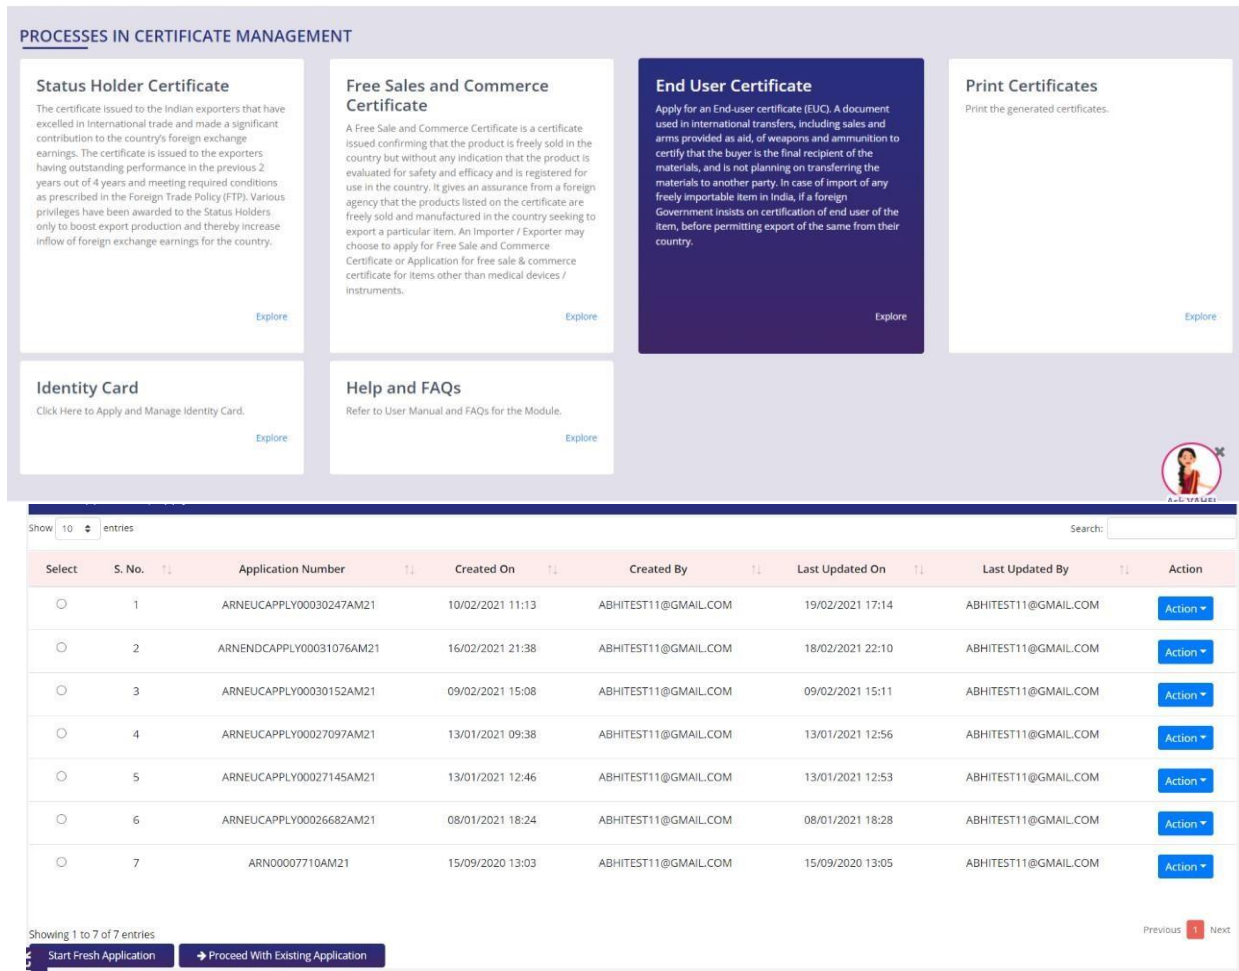 PROCESSES IN CERTIFICATE MANAGEMENT
Status Holder Certificate
The certificate issued to the Indian exporters that have
excelled in International trade and made a significant
contribution to the country's foreign exchange
earnings. The certificate is issued to the exporters
having outstanding performance in the previous 2
years out of 4 years and meeting required conditions
as prescribed in the Foreign Trade Policy (FTP). Various
privileges have been awarded to the Status Holders
only to boost export production and thereby increase
inflow of foreign exchange earnings for the country.
Explore
Free Sales and Commerce
Certificate
A Free Sale and Commerce Certificate is a certificate
issued confirming that the product is freely sold in the
country but without any indication that the product is
evaluated for safety and efficacy and is registered for
use in the country. It gives an assurance from a foreign
agency that the products listed on the certificate are
freely sold and manufactured in the country seeking to
export a particular item. An Importer / Exporter may
choose to apply for Free Sale and Commerce
Certificate or Application for free sale & commerce
certificate for items other than medical devices /
instruments.
Explore
End User Certificate
Apply for an End-user certificate (EUC). A document
used in international transfers, including sales and
arms provided as aid, of weapons and ammunition to
certify that the buyer is the final recipient of the
materials, and is not planning on transferring the
materials to another party. In case of import of any
freely importable item in India, if a foreign
Government insists on certification of end user of the
item, before permitting export of the same from their
country.
Explore
Print Certificates
Print the generated certificates.
Explore
Identity Card
Click Here to Apply and Manage Identity Card.
Explore
Help and FAQs
Refer to User Manual and FAQs for the Module.
Explore
Ask VAHEI
Show 10 entries Search:
Select S. No. Application Number Created On Created By Last Updated On Last Updated By Action
1 ARNEUCAPPLY00030247AM21 10/02/2021 11:13 ABHITEST11@GMAIL.COM 19/02/2021 17:14 ABHITEST11@GMAIL.COM Action
2 ARNENDCAPPLY00031076AM21 16/02/2021 21:38 ABHITEST11@GMAIL.COM 18/02/2021 22:10 ABHITEST11@GMAIL.COM Action
3 ARNEUCAPPLY00030152AM21 09/02/2021 15:08 ABHITEST11@GMAIL.COM 09/02/2021 15:11 ABHITEST11@GMAIL.COM Action
4 ARNEUCAPPLY00027097AM21 13/01/2021 09:38 ABHITEST11@GMAIL.COM 13/01/2021 12:56 ABHITEST11@GMAIL.COM Action
5 ARNEUCAPPLY00027145AM21 13/01/2021 12:46 ABHITEST11@GMAIL.COM 13/01/2021 12:53 ABHITEST11@GMAIL.COM Action
6 ARNEUCAPPLY00026682AM21 08/01/2021 18:24 ABHITEST11@GMAIL.COM 08/01/2021 18:28 ABHITEST11@GMAIL.COM Action
7 ARN00007710AM21 15/09/2020 13:03 ABHITEST11@GMAIL.COM 15/09/2020 13:05 ABHITEST11@GMAIL.COM Action
Showing 1 to 7 of 7 entries Previous 1 Next
Start Fresh Application Proceed With Existing Application